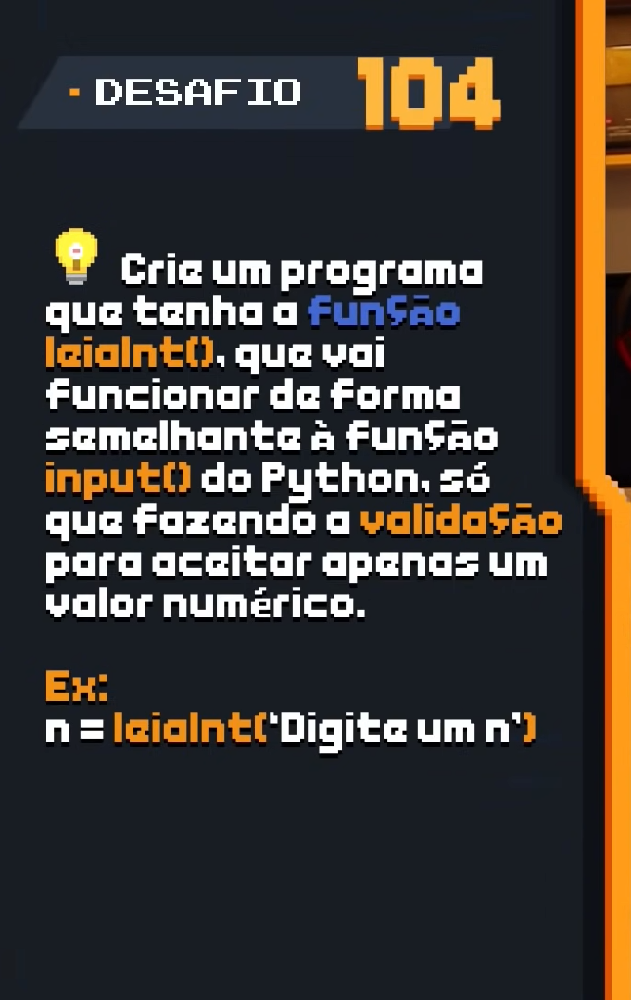 DESAFIO 104
Crie um programa
que tenha a função
leiaInt(), que vai
funcionar de forma
semelhante à função
input() do Python, só
que fazendo a validação
para aceitar apenas um
valor numérico.
Ex:
n = leiaInt(‘Digite um n’)